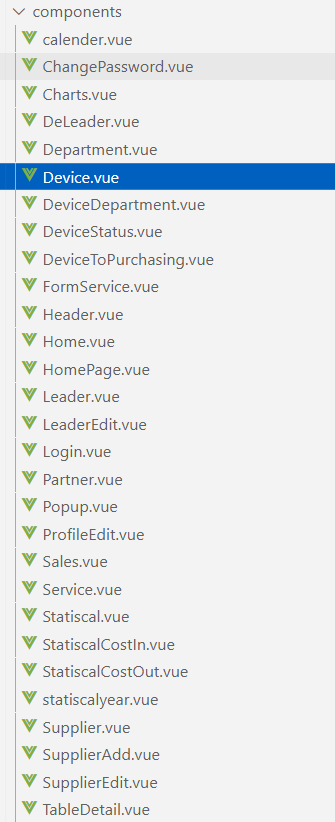 components
calender.vue
ChangePassword.vue
Charts.vue
DeLeader.vue
Department.vue
Device.vue
DeviceDepartment.vue
DeviceStatus.vue
DeviceToPurchasing.vue
FormService.vue
Header.vue
Home.vue
HomePage.vue
Leader.vue
LeaderEdit.vue
Login.vue
Partner.vue
Popup.vue
ProfileEdit.vue
Sales.vue
Service.vue
Statiscal.vue
StatiscalCostIn.vue
StatiscalCostOut.vue
statiscalyear.vue
Supplier.vue
SupplierAdd.vue
SupplierEdit.vue
TableDetail.vue